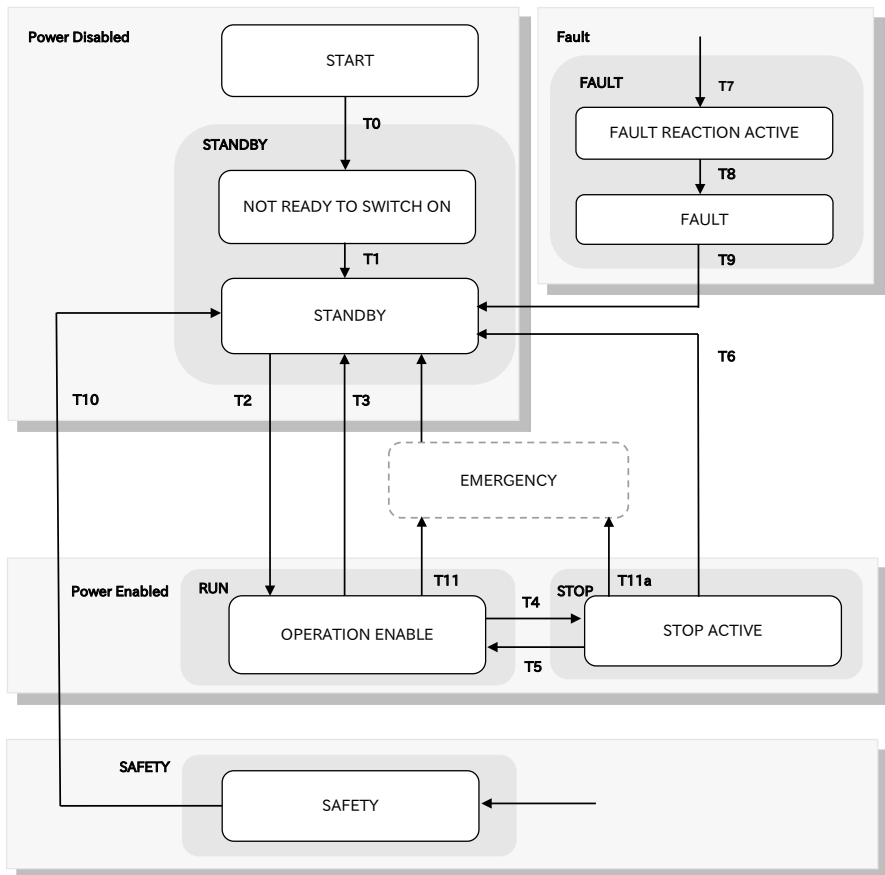 Power Disabled
START
T0
STANDBY
NOT READY TO SWITCH ON
T1
STANDBY
Fault
FAULT
T7
FAULT REACTION ACTIVE
T8
FAULT
T9
T6
T10
T2
T3
EMERGENCY
Power Enabled
RUN
T11
OPERATION ENABLE
T4
T5
STOP
T11a
STOP ACTIVE
SAFETY
SAFETY